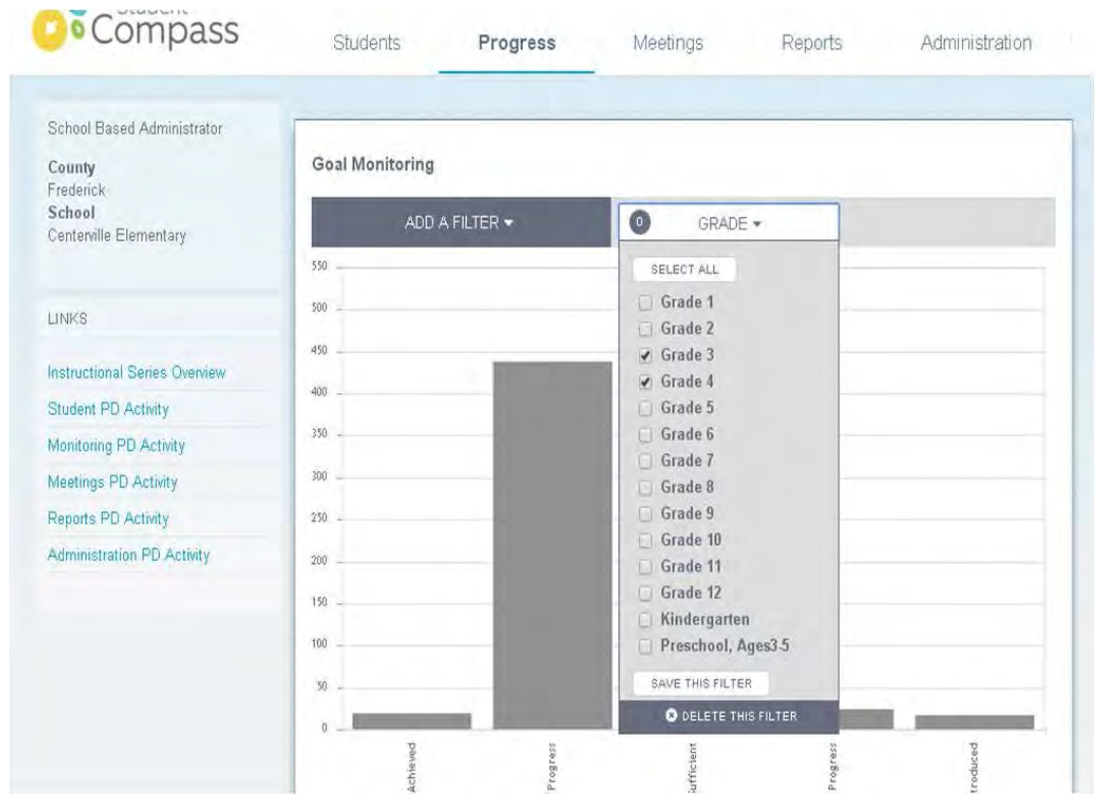 Student
Compass
Students
Progress
Meetings
Reports
Administration
School Based Administrator
County
Frederick
School
Centerville Elementary
LINKS
Instructional Series Overview
Student PD Activity
Monitoring PD Activity
Meetings PD Activity
Reports PD Activity
Administration PD Activity
Goal Monitoring
ADD A FILTER
0
GRADE
SELECT ALL
Grade 1
Grade 2
Grade 3
Grade 4
Grade 5
Grade 6
Grade 7
Grade 8
Grade 9
Grade 10
Grade 11
Grade 12
Kindergarten
Preschool, Ages3-5
SAVE THIS FILTER
DELETE THIS FILTER
550
500
450
400
350
300
250
200
150
100
50
0
Achieved
Progress
Progress